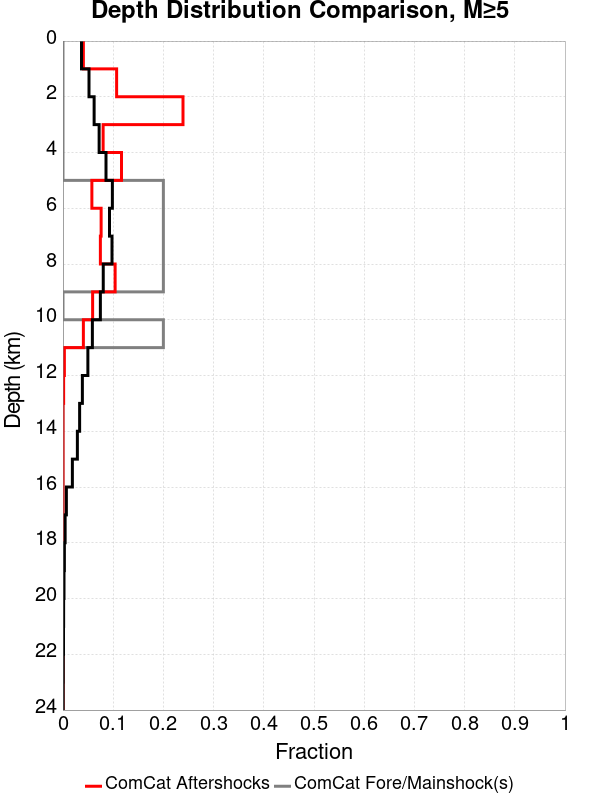 Depth Distribution Comparison, M≥5
0
2
4
6
8
10
12
14
16
18
20
22
24
Depth (km)
0 0.1 0.2 0.3 0.4 0.5 0.6 0.7 0.8 0.9 1
Fraction
ComCat Aftershocks ComCat Fore/Mainshock(s)